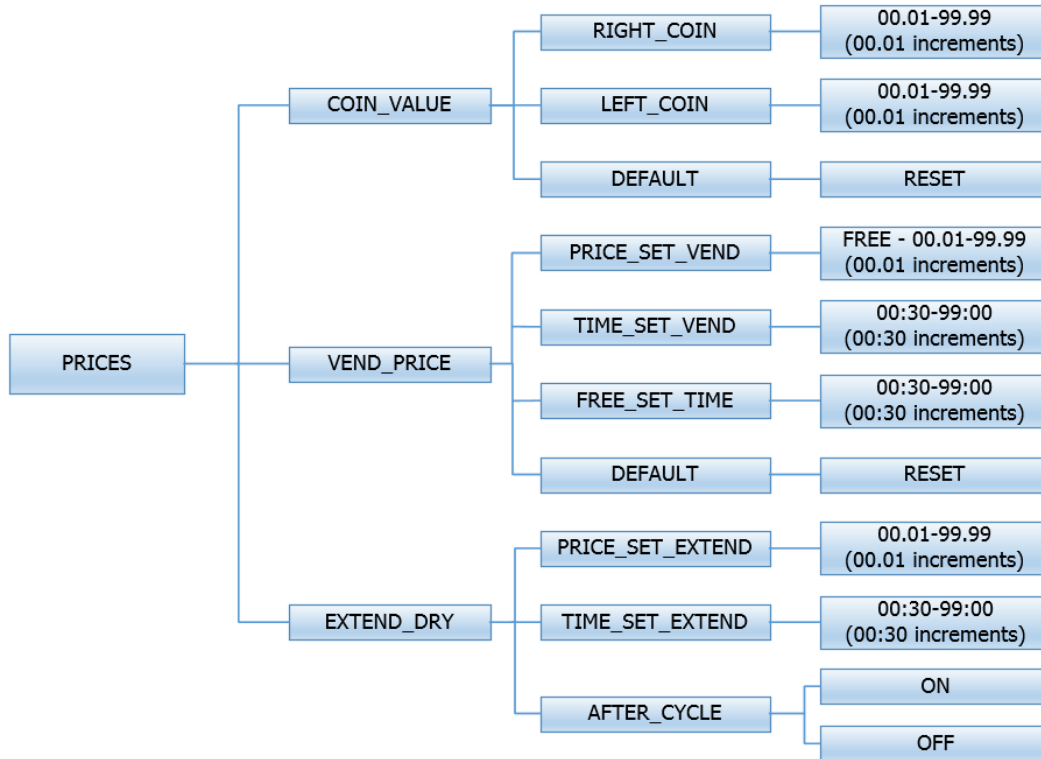 PRICES
COIN_VALUE
RIGHT_COIN
00.01-99.99
(00.01 increments)
LEFT_COIN
00.01-99.99
(00.01 increments)
DEFAULT
RESET
VEND_PRICE
PRICE_SET_VEND
FREE - 00.01-99.99
(00.01 increments)
TIME_SET_VEND
00:30-99:00
(00:30 increments)
FREE_SET_TIME
00:30-99:00
(00:30 increments)
DEFAULT
RESET
EXTEND_DRY
PRICE_SET_EXTEND
00.01-99.99
(00.01 increments)
TIME_SET_EXTEND
00:30-99:00
(00:30 increments)
AFTER_CYCLE
ON
OFF